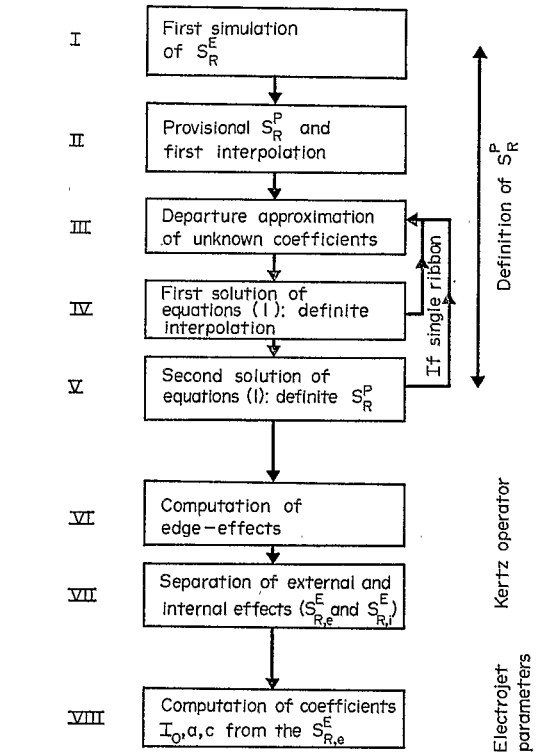 I
First simulation
of S_R^E
II
Provisional S_R^P and
first interpolation
III
Departure approximation
of unknown coefficients
IV
First solution of
equations (1): definite
interpolation
V
Second solution of
equations (1): definite S_R^P
If single ribbon
Definition of S_R^P
VI
Computation of
edge-effects
VII
Separation of external and
internal effects (S_R,e^E and S_R,i^E)
Kertz operator
VIII
Computation of coefficients
I_0,a,c from the S_R,e^E
Electrojet
parameters